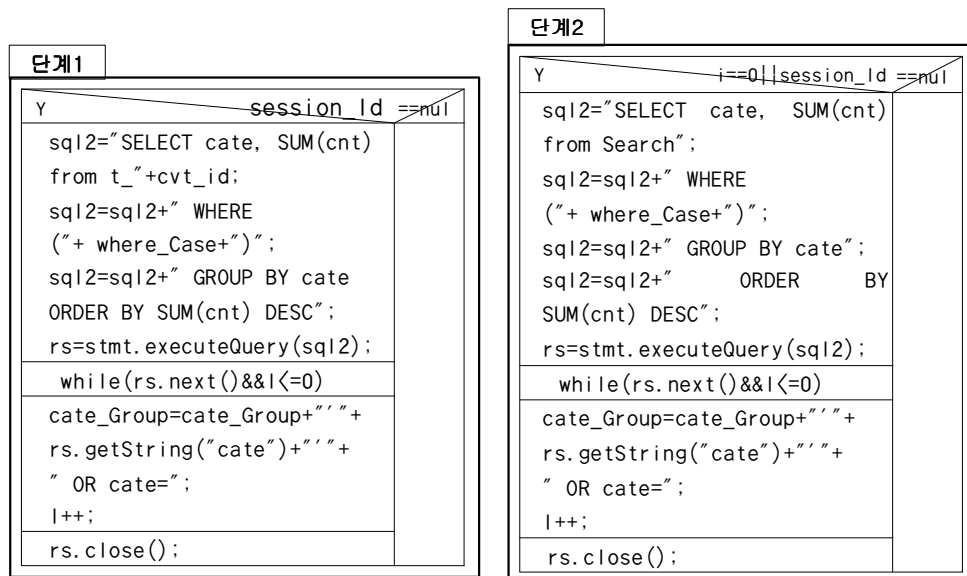 단계1
Y session_Id ==nul
sql2="SELECT cate, SUM(cnt)
from t_"+cvt_id;
sql2=sql2+" WHERE
("+ where_Case+")";
sql2=sql2+" GROUP BY cate
ORDER BY SUM(cnt) DESC";
rs=stmt.executeQuery(sql2);
while(rs.next()&&l<=0)
cate_Group=cate_Group+"'"+
rs.getString("cate")+"'"+
" OR cate=";
l++;
rs.close();
단계2
Y i==0||session_Id ==nul
sql2="SELECT cate, SUM(cnt)
from Search";
sql2=sql2+" WHERE
("+ where_Case+")";
sql2=sql2+" GROUP BY cate";
sql2=sql2+" ORDER BY
SUM(cnt) DESC";
rs=stmt.executeQuery(sql2);
while(rs.next()&&l<=0)
cate_Group=cate_Group+"'"+
rs.getString("cate")+"'"+
" OR cate=";
l++;
rs.close();